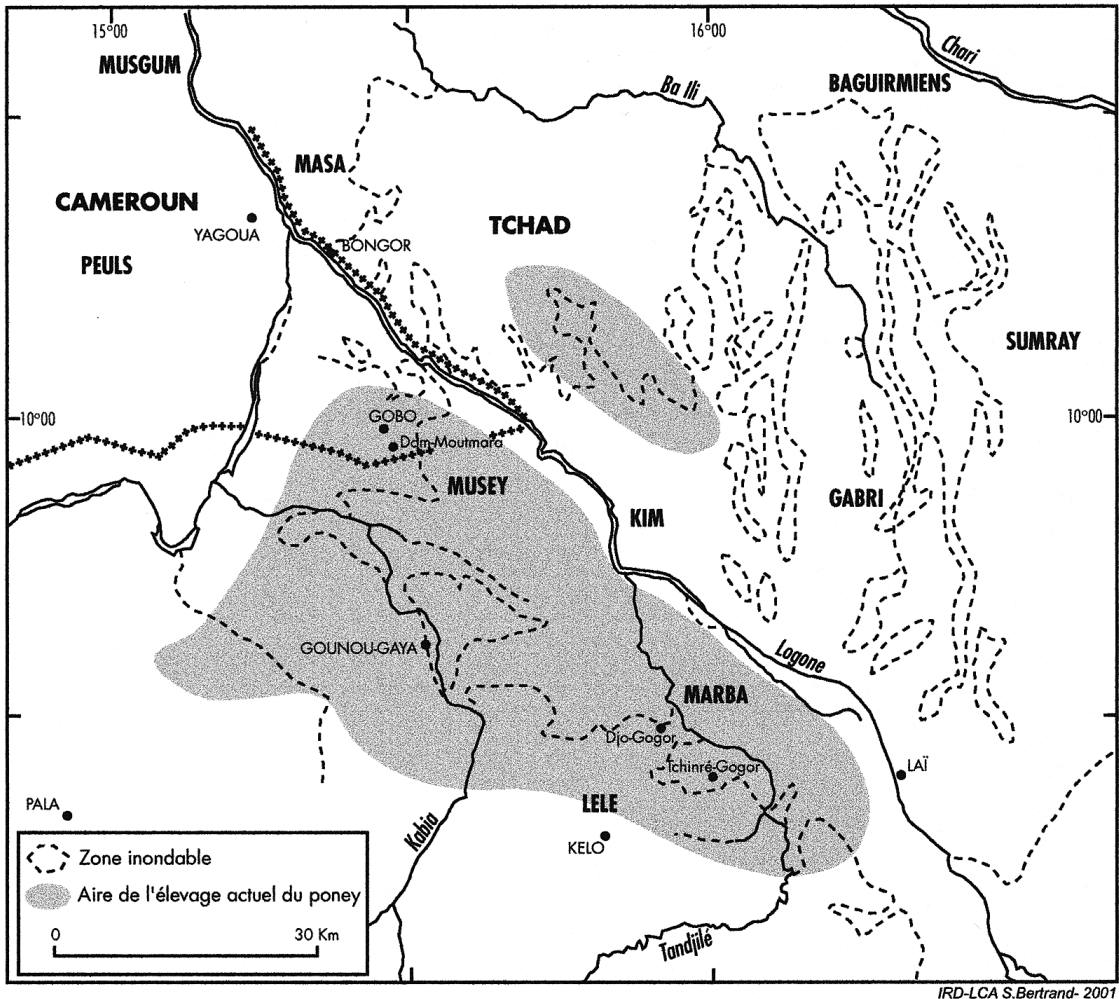 15°00
16°00
Chari
MUSGUM
BAGUIRMIENS
Ba Ili
MASA
CAMEROUN
YAGOUA
TCHAD
BONGOR
PEULS
SUMRAY
10°00
10°00
GOBO
Dom-Moutmara
MUSEY
GABRI
KIM
GOUNOU-GAYA
Logone
MARBA
Djo-Gogor
Tchinré-Gogor
LAÏ
LELE
PALA
KELO
Kabia
Tandjilé
Zone inondable
Aire de l'élevage actuel du poney
0 30 Km
IRD-LCA S.Bertrand- 2001